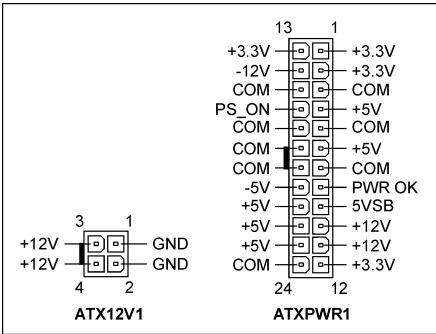 13 1
+3.3V +3.3V
-12V +3.3V
COM COM
PS_ON +5V
COM COM
COM +5V
COM COM
-5V PWR OK
+5V 5VSB
+5V +12V
+5V +12V
COM +3.3V
24 12
ATXPWR1
3 1
+12V GND
+12V GND
4 2
ATX12V1